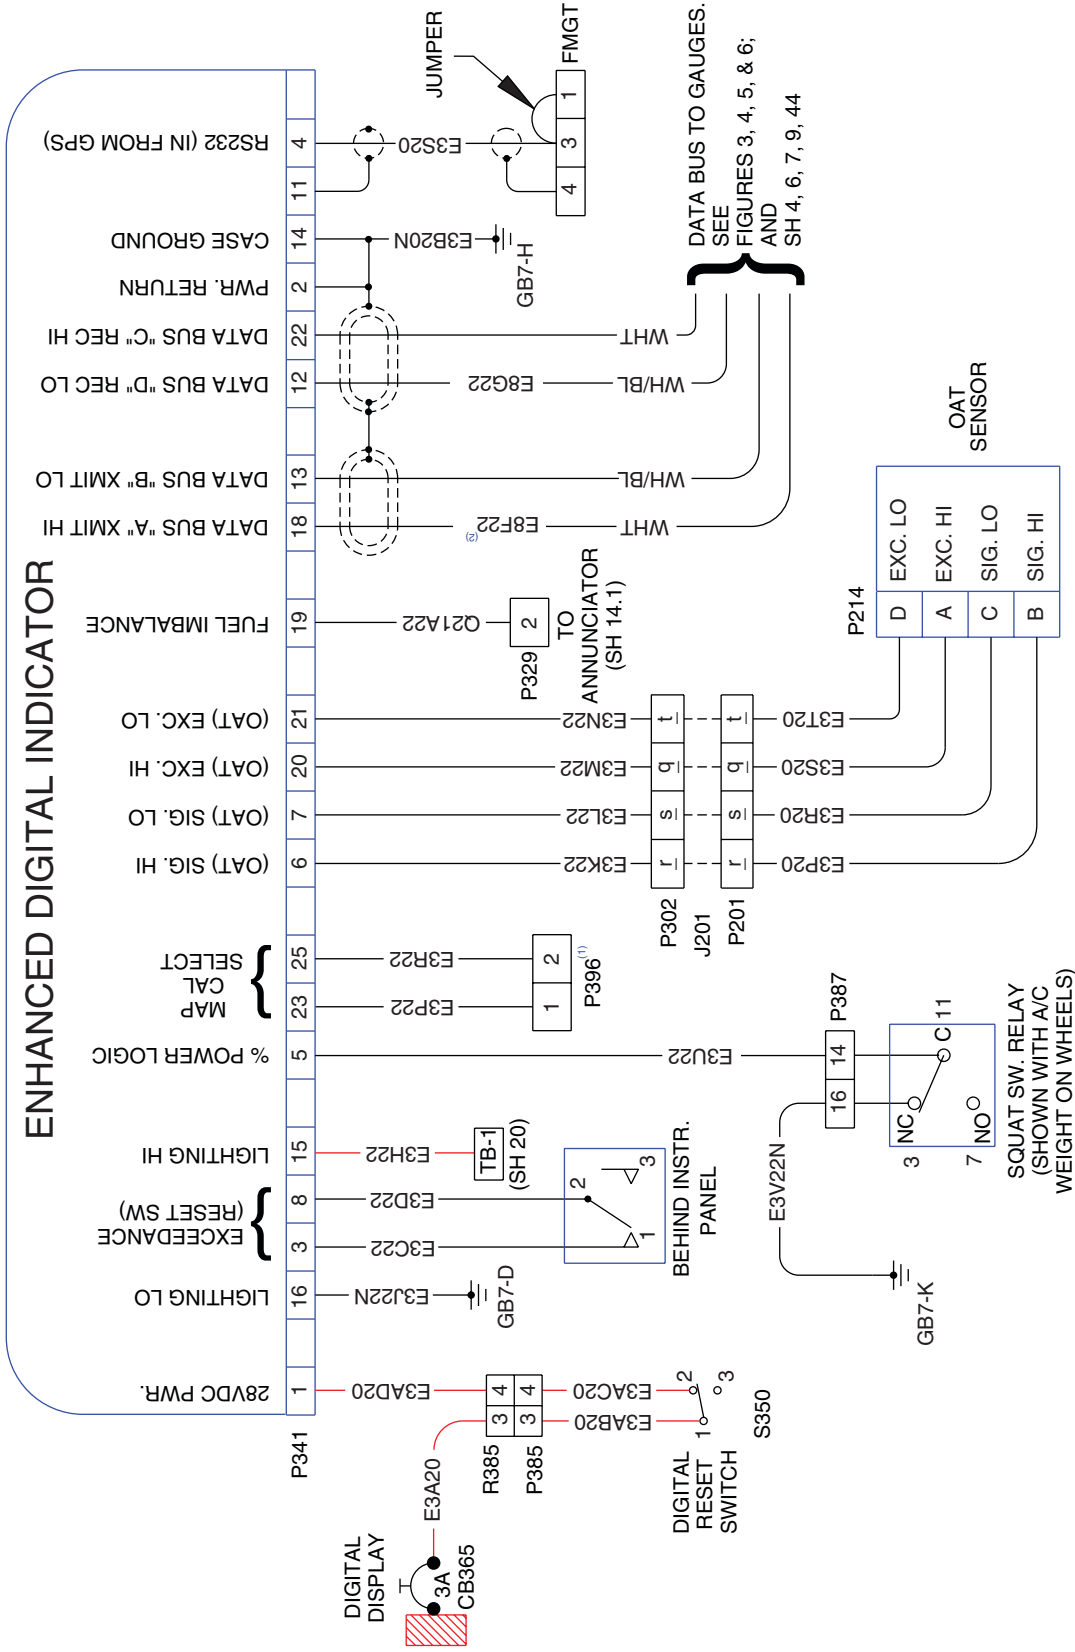 ENHANCED DIGITAL INDICATOR
P341
1 28VDC PWR.
16 LIGHTING LO
3 8 EXCEEDANCE
(RESET SW)
15 LIGHTING HI
5 % POWER LOGIC
23 25 MAP
CAL
SELECT
6 (OAT) SIG. HI
7 (OAT) SIG. LO
20 (OAT) EXC. HI
21 (OAT) EXC. LO
19 FUEL IMBALANCE
18 DATA BUS "A" XMIT HI
13 DATA BUS "B" XMIT LO
12 DATA BUS "D" REC LO
22 DATA BUS "C" REC HI
2 PWR. RETURN
14 CASE GROUND
11
4 RS232 (IN FROM GPS)
DIGITAL
DISPLAY
3A
CB365
E3A20
E3AD20
R385
3 4
P385
3 4
E3AB20
E3AC20
1
2
3
S350
DIGITAL
RESET
SWITCH
E3J22N
GB7-D
E3C22
E3D22
1
2
3
BEHIND INSTR.
PANEL
E3H22
TB-1
(SH 20)
E3U22
P387
16 14
E3V22N
GB7-K
NC
C
NO
3
11
7
SQUAT SW. RELAY
(SHOWN WITH A/C
WEIGHT ON WHEELS)
E3P22
E3R22
1 2
P396
(1)
E3K22
E3L22
E3M22
E3N22
P302
r s q t
J201
P201
r s q t
E3P20
E3R20
E3S20
E3T20
P214
D EXC. LO
A EXC. HI
C SIG. LO
B SIG. HI
OAT
SENSOR
Q21A22
P329
2
TO
ANNUNCIATOR
(SH 14.1)
E8F22
(2)
WHT
WH/BL
E8G22
WH/BL
WHT
DATA BUS TO GAUGES.
SEE
FIGURES 3, 4, 5, & 6;
AND
SH 4, 6, 7, 9, 44
E3B20N
GB7-H
E3S20
JUMPER
4 3 1
FMGT